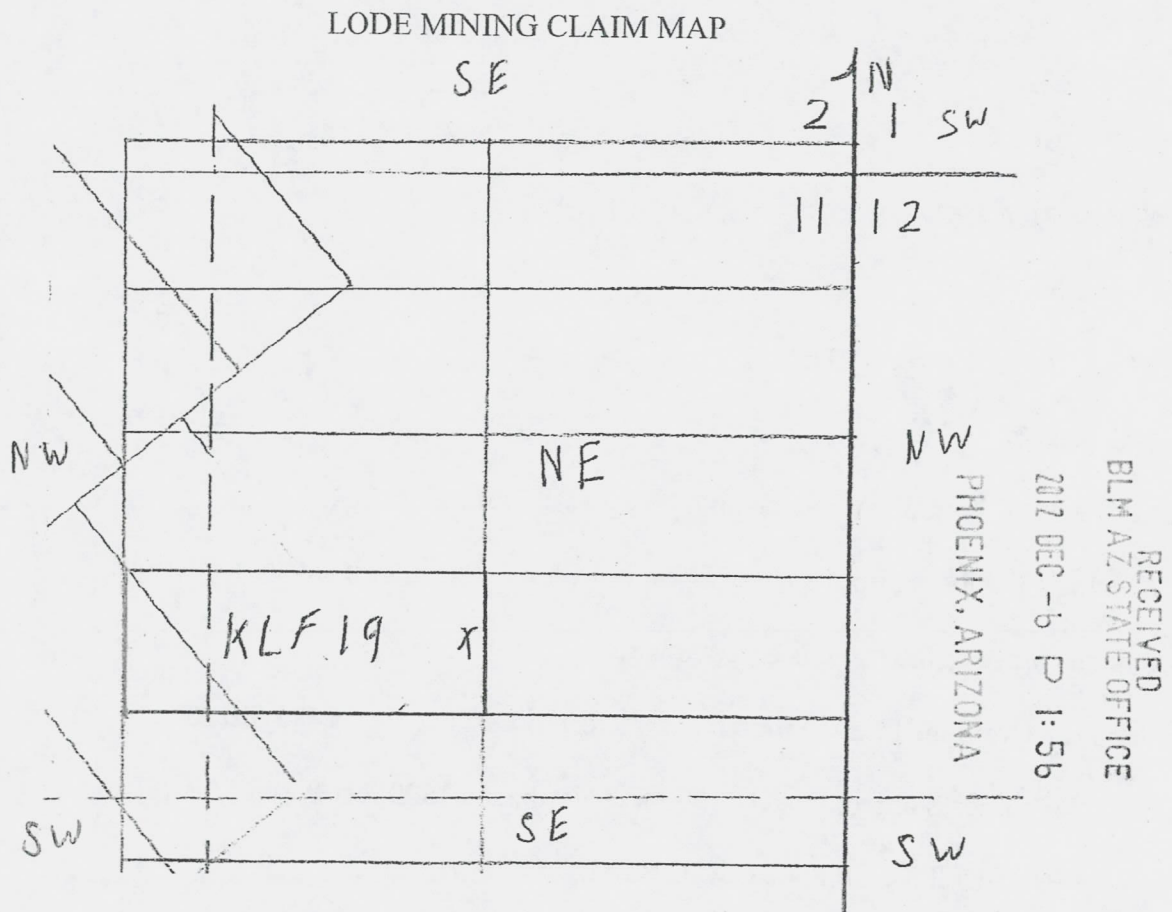 LODE MINING CLAIM MAP
SE
N
2 1 SW
11 12
NW NE NW
KLF 19 X
SW SE SW
RECEIVED
BLM AZ STATE OFFICE
2017 DEC -6 P 1:56
PHOENIX, ARIZONA